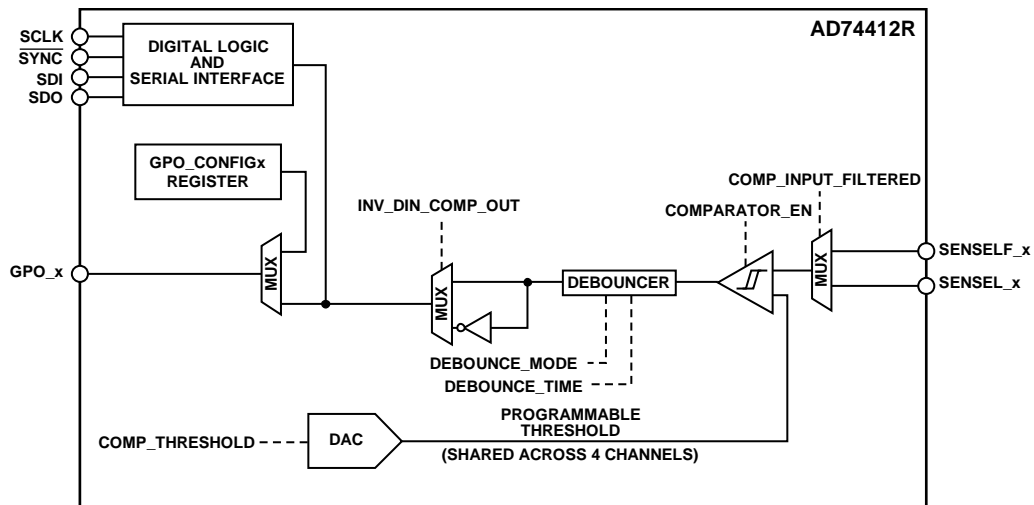 AD74412R
SCLK
SYNC
SDI
SDO
DIGITAL LOGIC
AND
SERIAL INTERFACE
GPO_CONFIGx
REGISTER
COMP_INPUT_FILTERED
INV_DIN_COMP_OUT
COMPARATOR_EN
GPO_x
MUX
MUX
DEBOUNCER
MUX
SENSELF_x
SENSEL_x
DEBOUNCE_MODE
DEBOUNCE_TIME
COMP_THRESHOLD
DAC
PROGRAMMABLE
THRESHOLD
(SHARED ACROSS 4 CHANNELS)